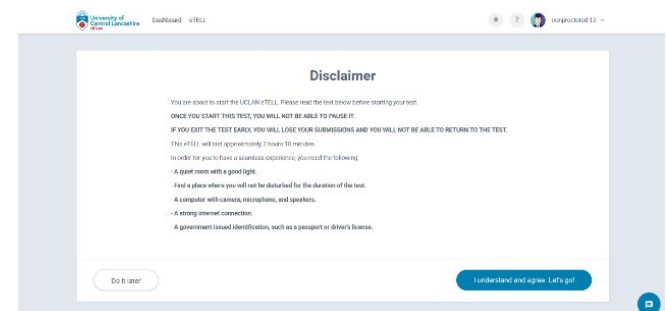 University of
Central Lancashire
UCLan
Dashboard eTELL
? nonproctored 12
Disclaimer
You are about to start the UCLAN eTELL. Please read the text below before starting your test.
ONCE YOU START THIS TEST, YOU WILL NOT BE ABLE TO PAUSE IT.
IF YOU EXIT THE TEST EARLY, YOU WILL LOSE YOUR SUBMISSIONS AND YOU WILL NOT BE ABLE TO RETURN TO THE TEST.
This eTELL will last approximately 2 hours 10 minutes.
In order for you to have a seamless experience, you need the following
- A quiet room with a good light.
- Find a place where you will not be disturbed for the duration of the test.
- A computer with camera, microphone, and speakers.
- A strong internet connection.
- A government issued identification, such as a passport or driver's license.
Do it later
I understand and agree. Let's go!